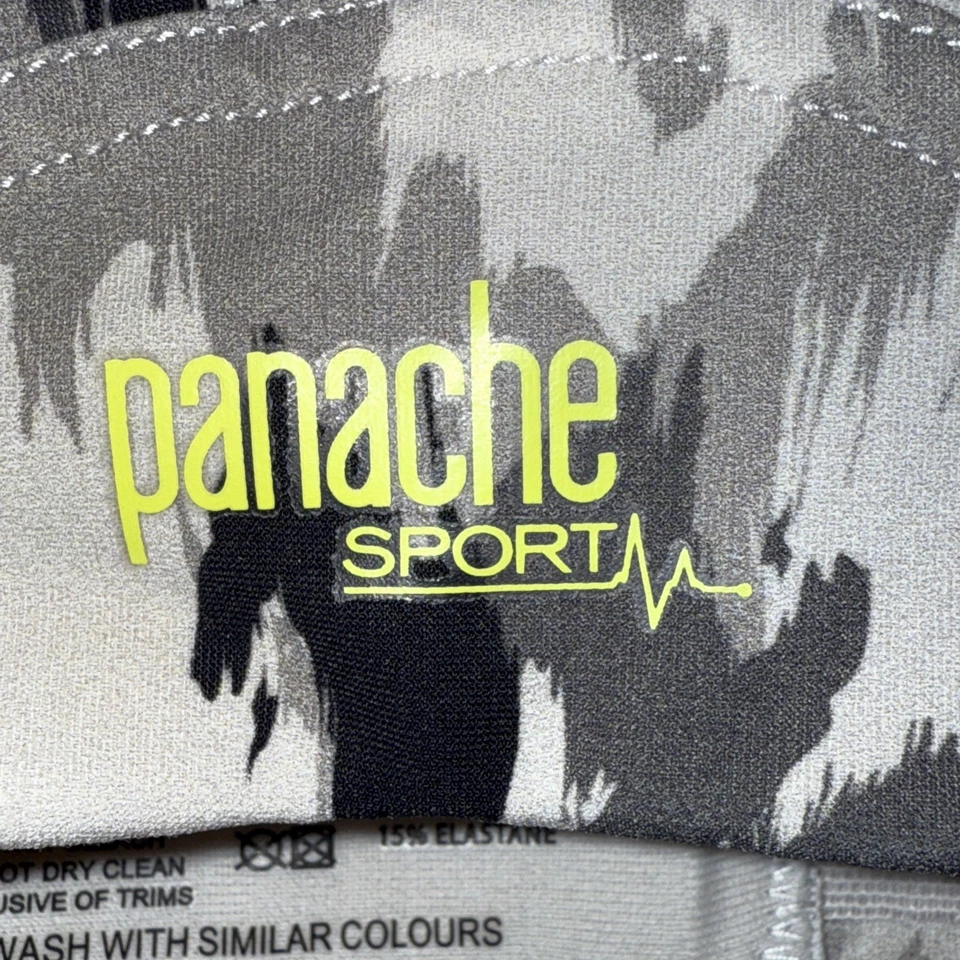 panache
SPORT
15% ELASTANE
OT DRY CLEAN
USIVE OF TRIMS
WASH WITH SIMILAR COLOURS